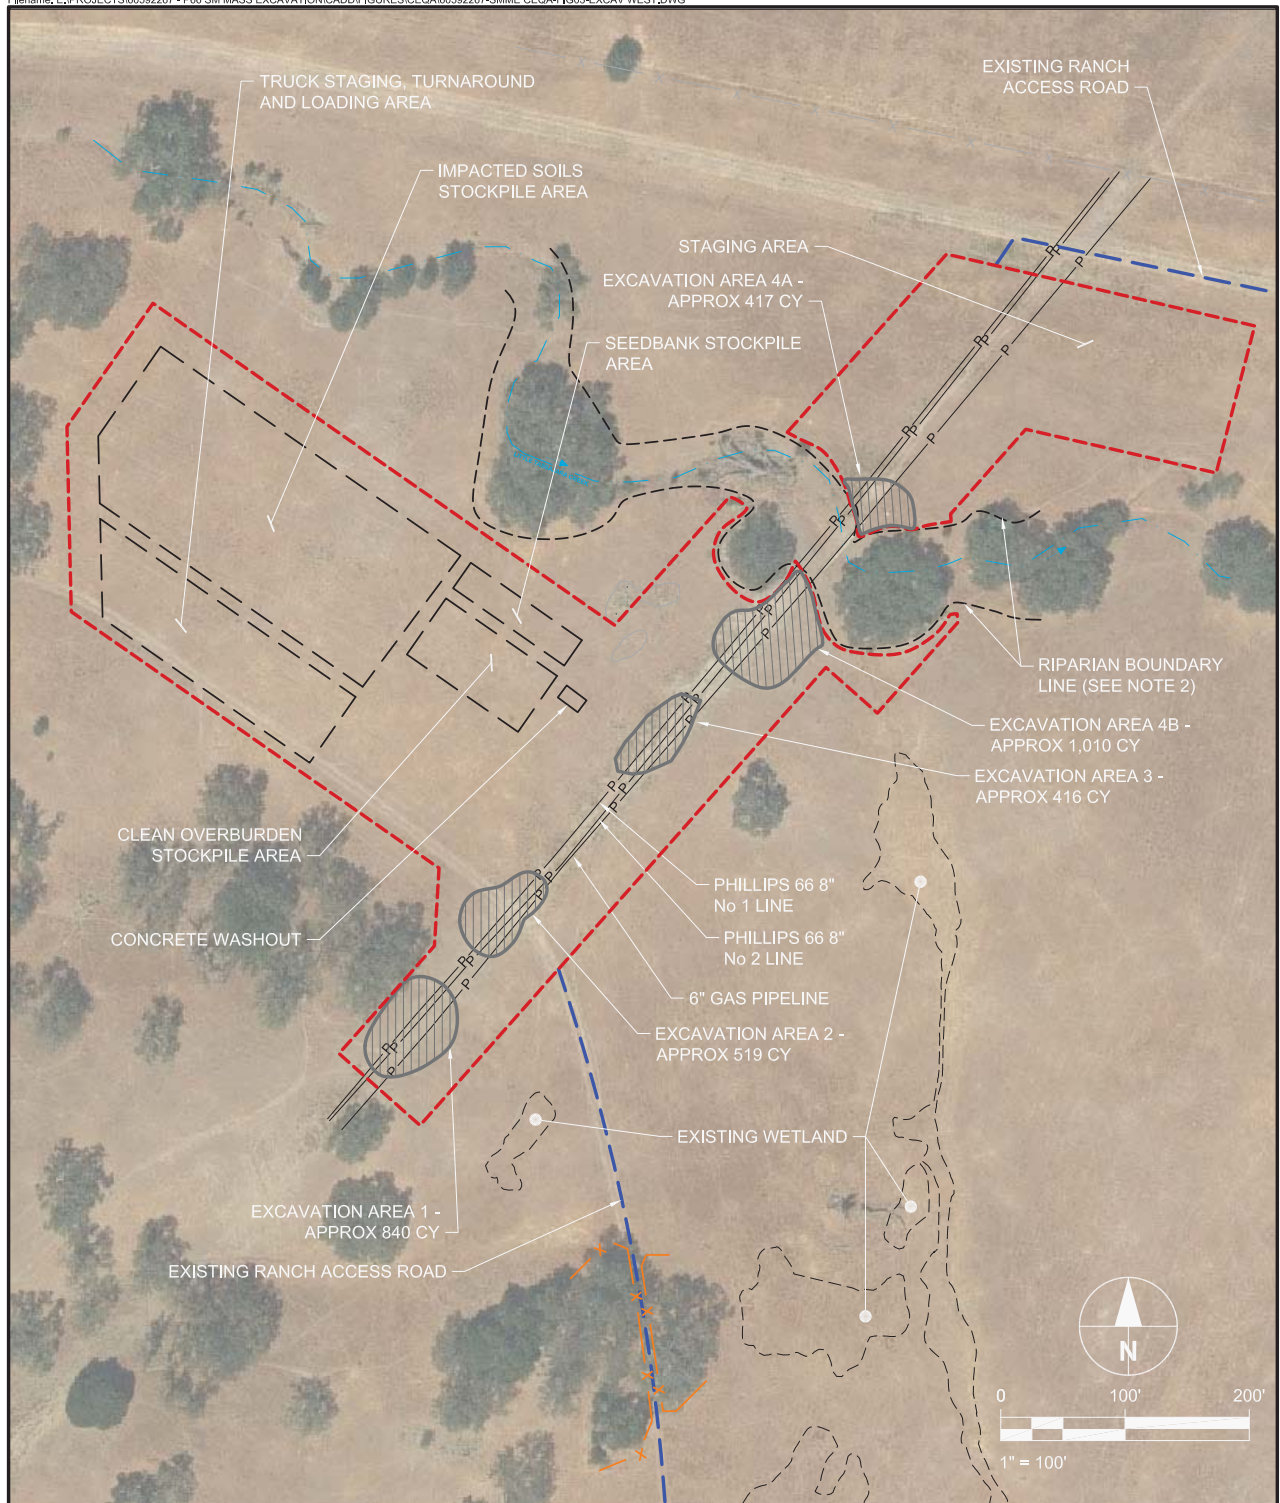 TRUCK STAGING, TURNAROUND
AND LOADING AREA
EXISTING RANCH
ACCESS ROAD
IMPACTED SOILS
STOCKPILE AREA
STAGING AREA
EXCAVATION AREA 4A -
APPROX 417 CY
SEEDBANK STOCKPILE
AREA
RIPARIAN BOUNDARY
LINE (SEE NOTE 2)
EXCAVATION AREA 4B -
APPROX 1,010 CY
EXCAVATION AREA 3 -
APPROX 416 CY
CLEAN OVERBURDEN
STOCKPILE AREA
PHILLIPS 66 8"
No 1 LINE
CONCRETE WASHOUT
PHILLIPS 66 8"
No 2 LINE
6" GAS PIPELINE
EXCAVATION AREA 2 -
APPROX 519 CY
EXISTING WETLAND
EXCAVATION AREA 1 -
APPROX 840 CY
EXISTING RANCH ACCESS ROAD
N
0 100' 200'
1" = 100'